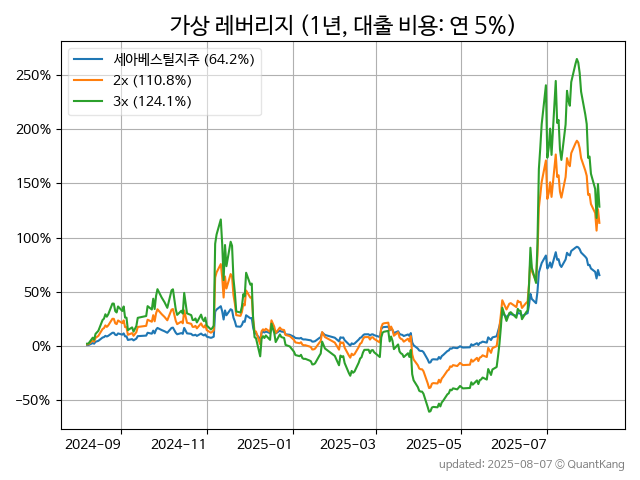 가상 레버리지 (1년, 대출 비용: 연 5%)
세아베스틸지주 (64.2%)
2x (110.8%)
3x (124.1%)
250%
200%
150%
100%
50%
0%
−50%
2024-09
2024-11
2025-01
2025-03
2025-05
2025-07
updated: 2025-08-07 © QuantKang